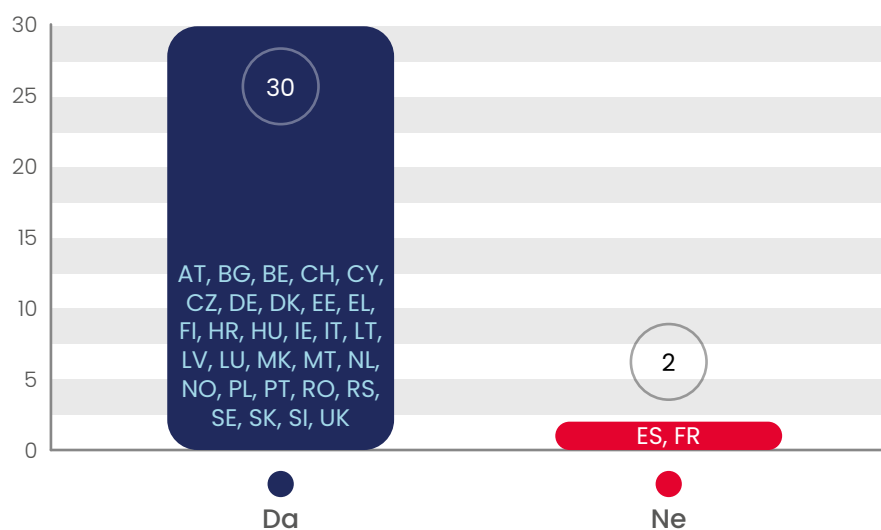 30
25
20
15
10
5
0
30
AT, BG, BE, CH, CY,
CZ, DE, DK, EE, EL,
FI, HR, HU, IE, IT, LT,
LV, LU, MK, MT, NL,
NO, PL, PT, RO, RS,
SE, SK, SI, UK
2
ES, FR
Da
Ne